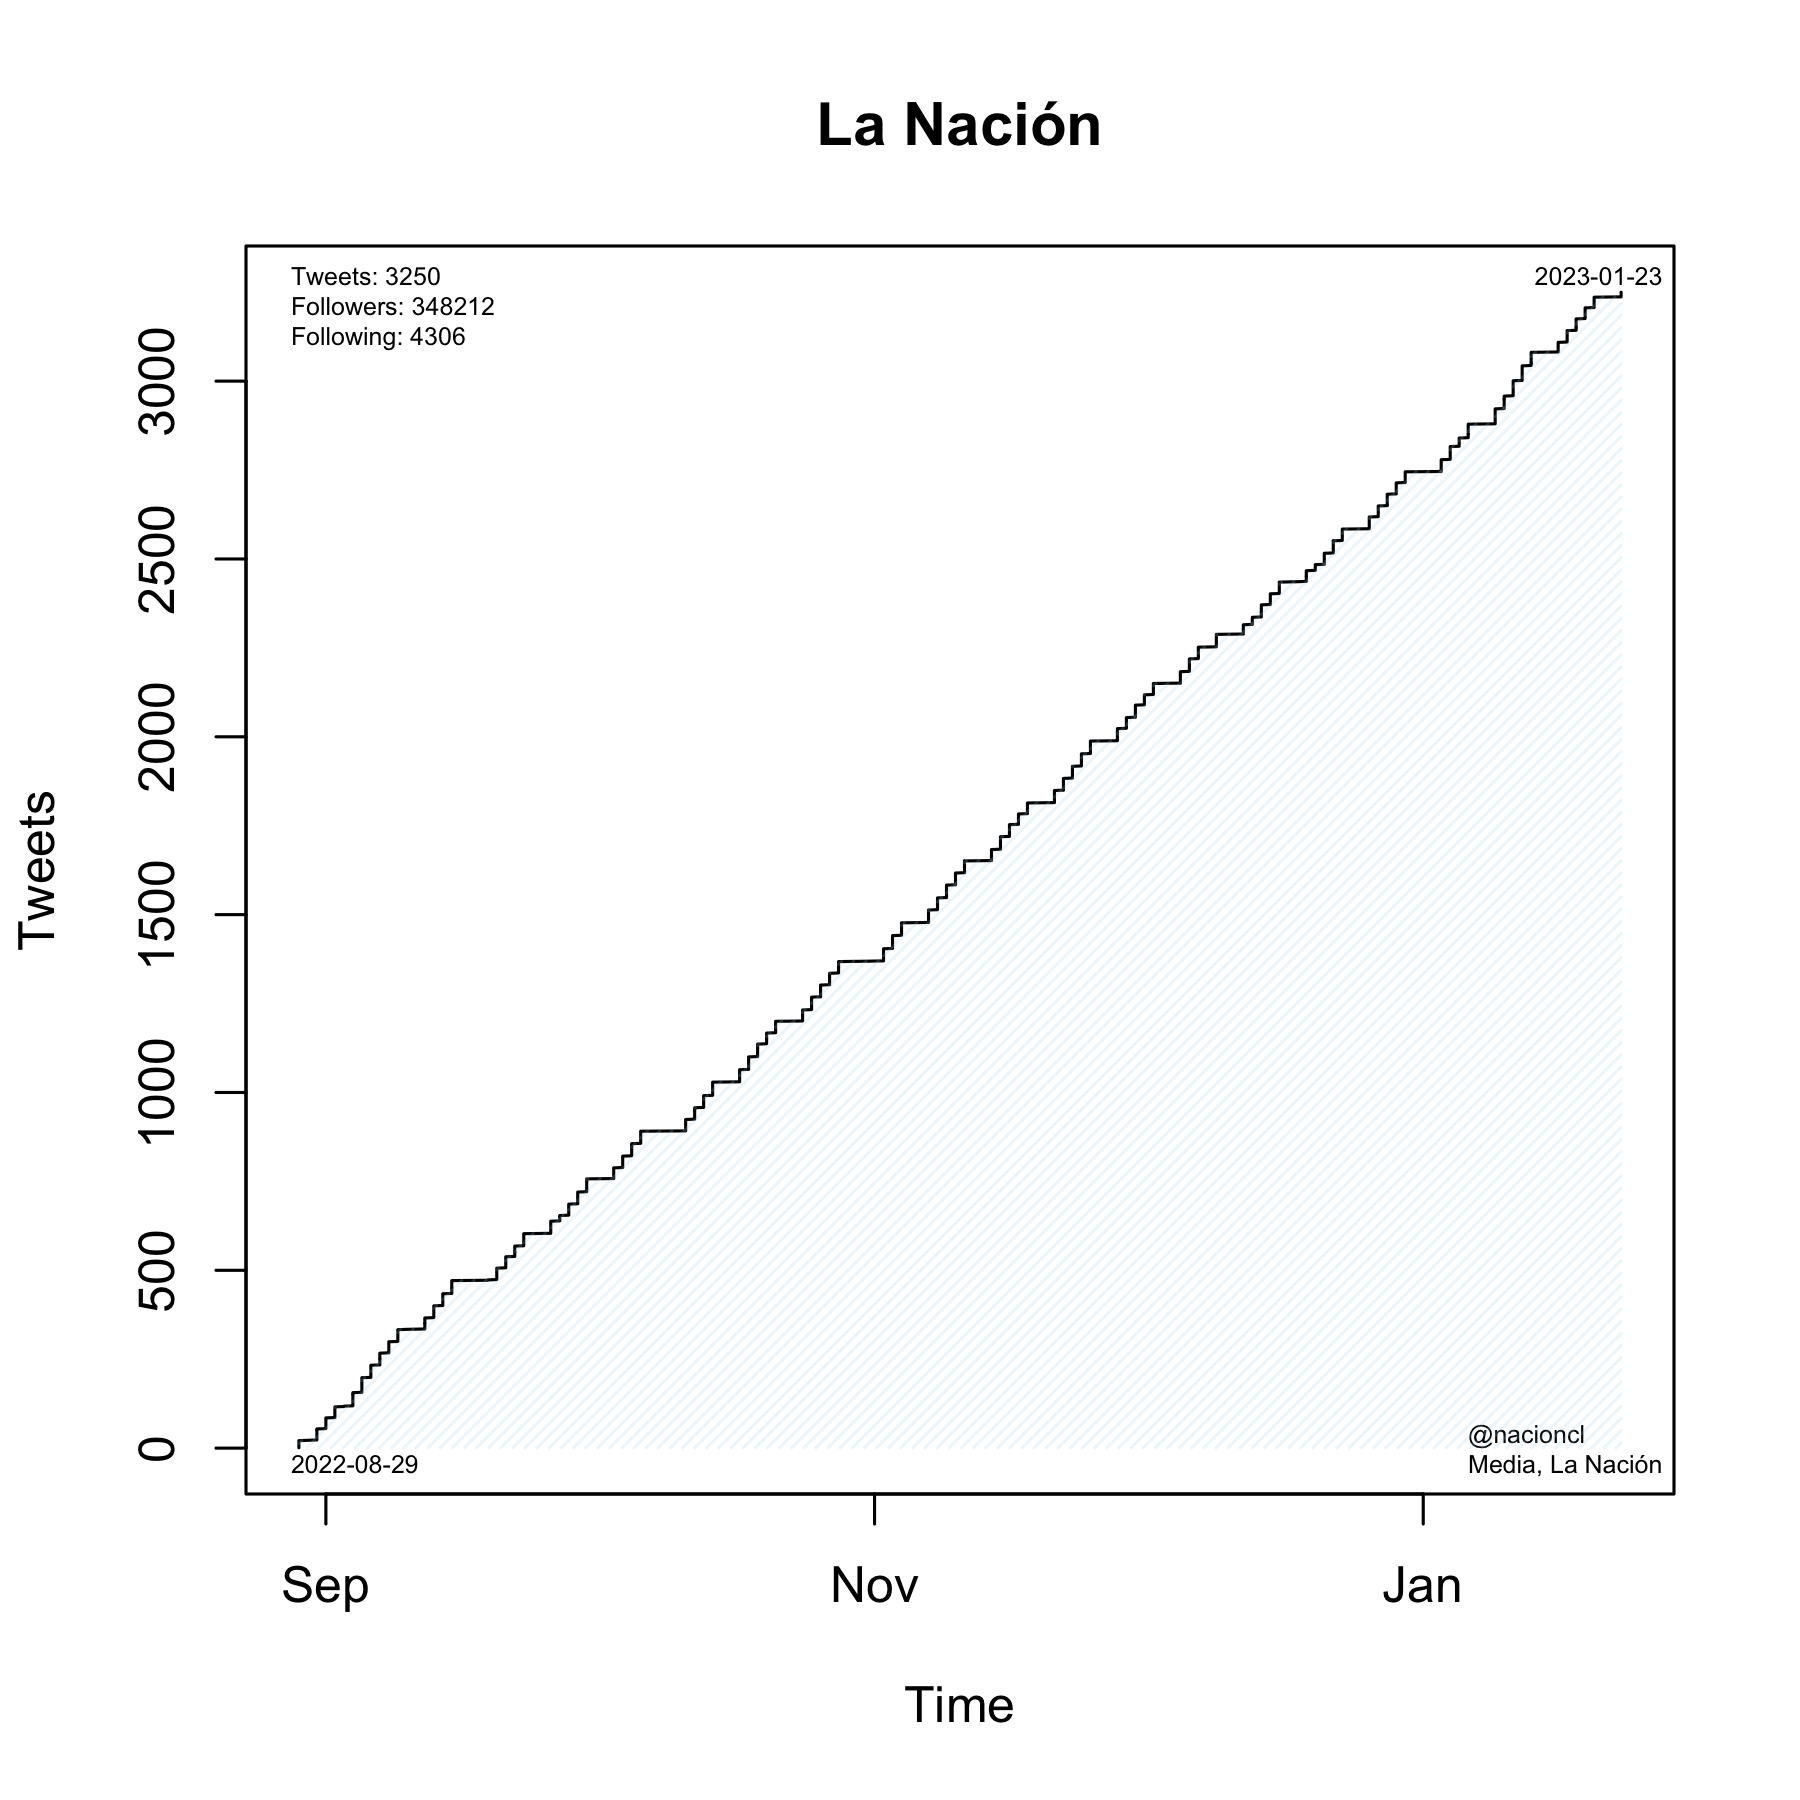 La Nación
Tweets: 3250
Followers: 348212
Following: 4306
2023-01-23
3000
2500
2000
1500
1000
500
0
Tweets
2022-08-29
@nacioncl
Media, La Nación
Sep Nov Jan
Time